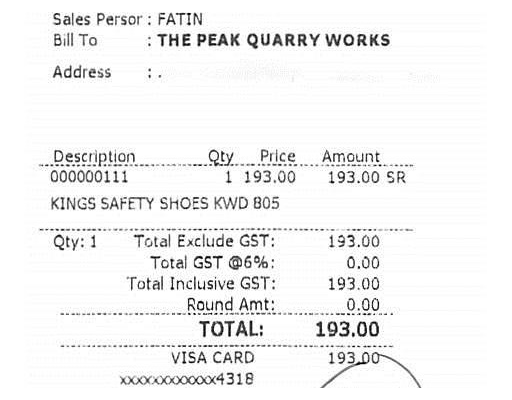 Sales Persor : FATIN
Bill To : THE PEAK QUARRY WORKS
Address : .
Description Qty Price Amount
000000111 1 193.00 193.00 SR
KINGS SAFETY SHOES KWD 805
Qty: 1 Total Exclude GST: 193.00
Total GST @6%: 0.00
Total Inclusive GST: 193.00
Round Amt: 0.00
TOTAL: 193.00
VISA CARD 193.00
xxxxxxxxxxxx4318